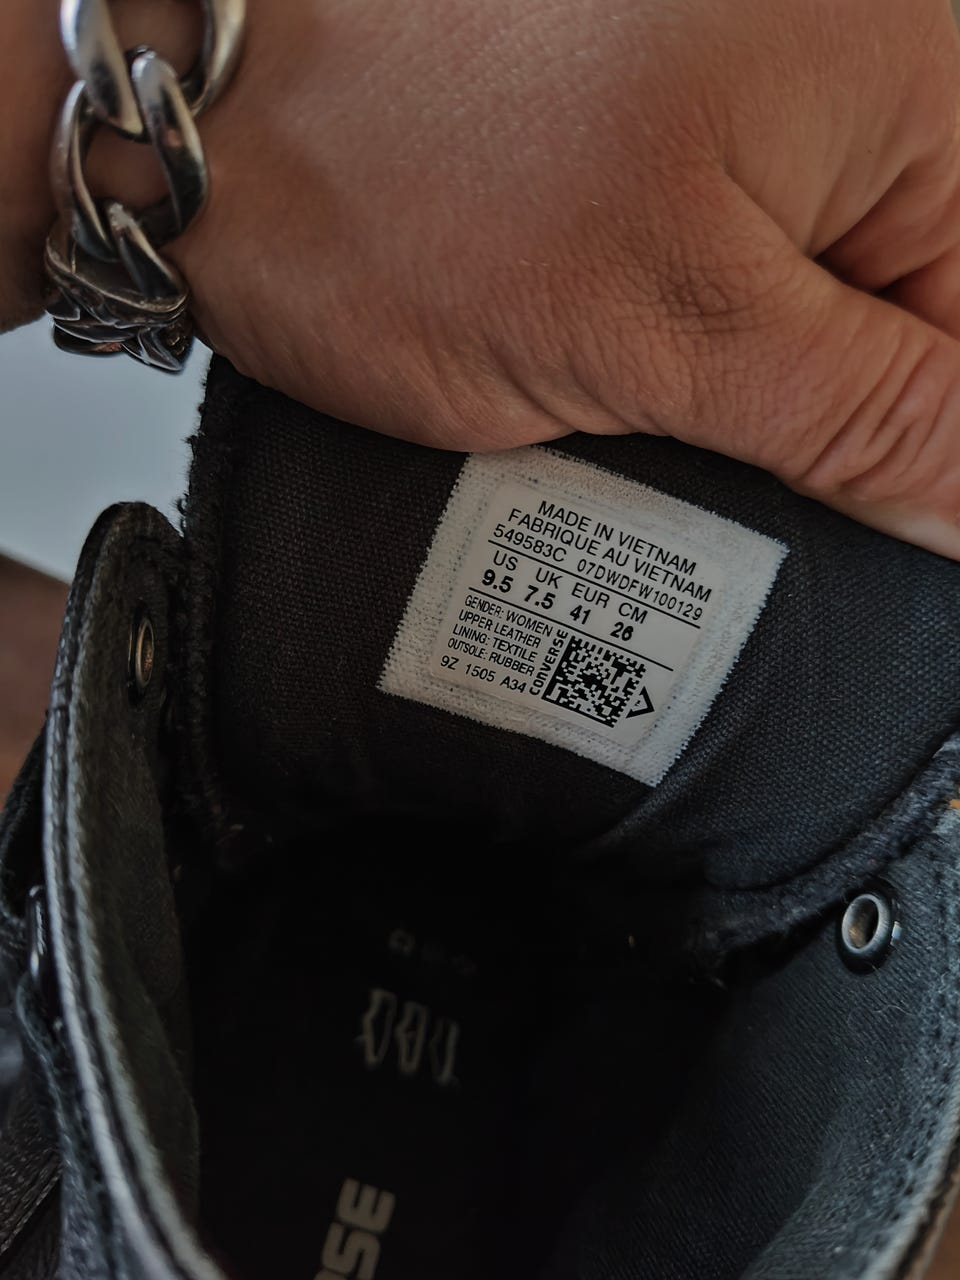 MADE IN VIETNAM
FABRIQUE AU VIETNAM
549583C 07DWDFW100129
US UK EUR CM
9.5 7.5 41 26
GENDER: WOMEN
UPPER LEATHER
LINING: TEXTILE
OUTSOLE: RUBBER
9Z 1505 A34
CONVERSE